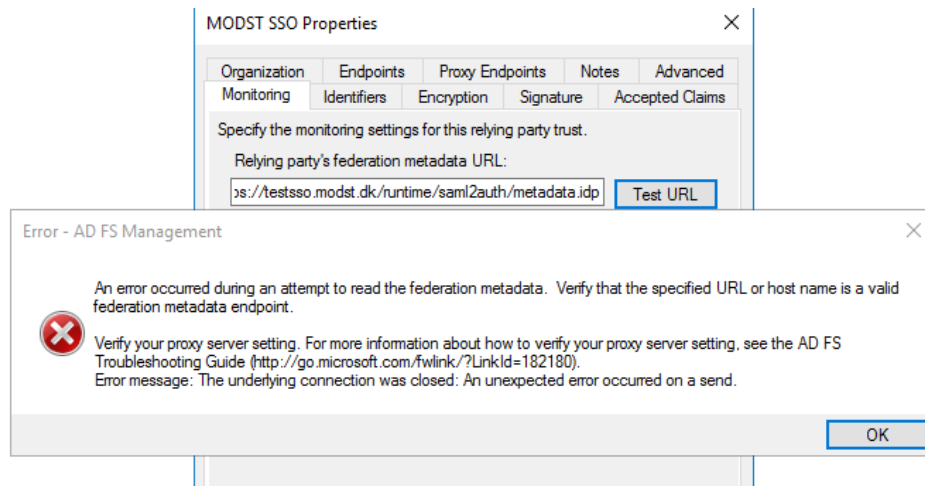 MODST SSO Properties
Organization Endpoints Proxy Endpoints Notes Advanced
Monitoring Identifiers Encryption Signature Accepted Claims
Specify the monitoring settings for this relying party trust.
Relying party's federation metadata URL:
os://testsso.modst.dk/runtime/saml2auth/metadata.idp Test URL
Error - AD FS Management
An error occurred during an attempt to read the federation metadata. Verify that the specified URL or host name is a valid
federation metadata endpoint.
Verify your proxy server setting. For more information about how to verify your proxy server setting, see the AD FS
Troubleshooting Guide (http://go.microsoft.com/fwlink/?LinkId=182180).
Error message: The underlying connection was closed: An unexpected error occurred on a send.
OK